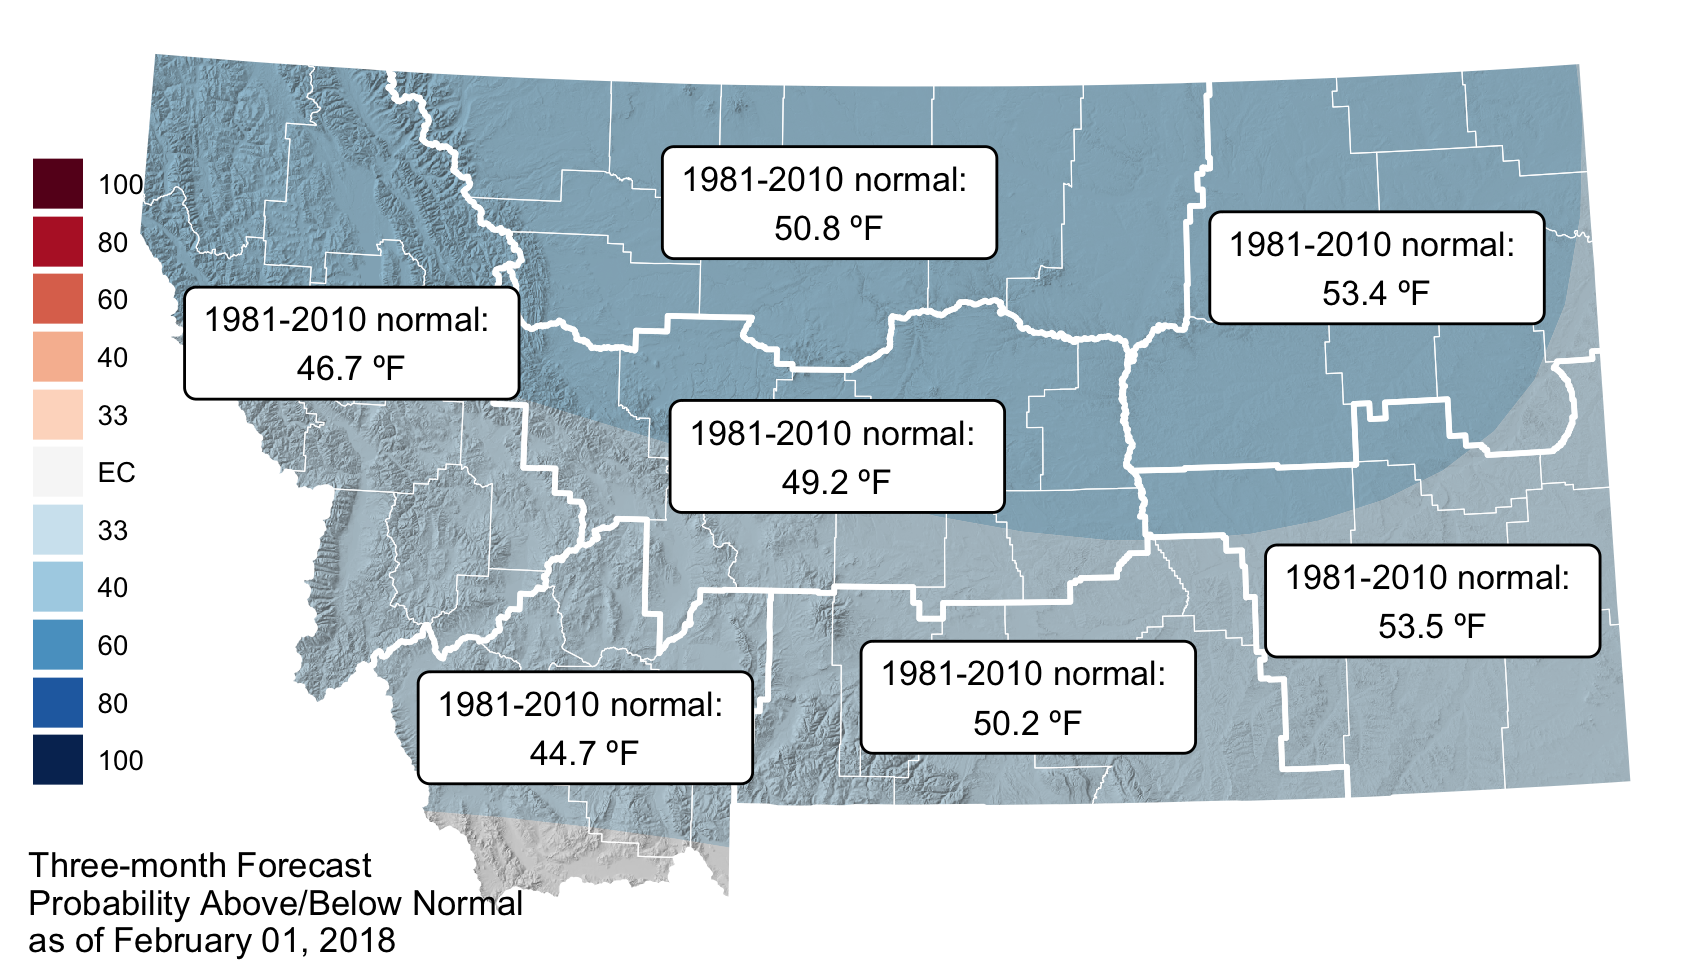 1981-2010 normal:
50.8 ºF
1981-2010 normal:
53.4 ºF
1981-2010 normal:
46.7 ºF
1981-2010 normal:
49.2 ºF
1981-2010 normal:
53.5 ºF
1981-2010 normal:
50.2 ºF
1981-2010 normal:
44.7 ºF
100
80
60
40
33
EC
33
40
60
80
100
Three-month Forecast
Probability Above/Below Normal
as of February 01, 2018